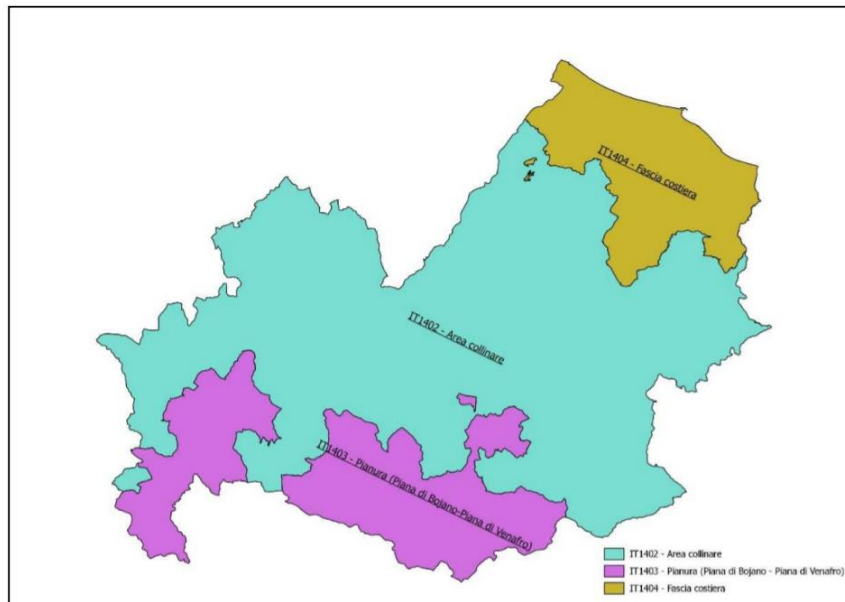 IT1404 - Fascia costiera
IT1402 - Area collinare
IT1403 - Pianura (Piana di Bojano-Piana di Venafro)
IT1402 - Area collinare
IT1403 - Pianura (Piana di Bojano - Piana di Venafro)
IT1404 - Fascia costiera